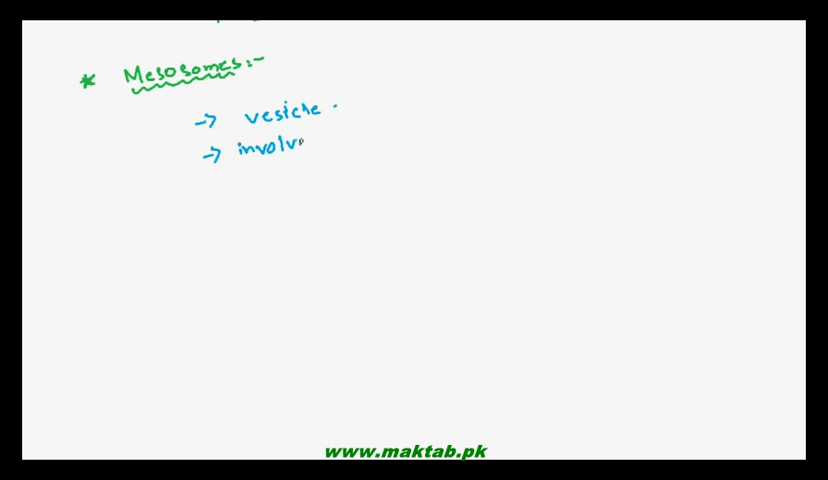 * Mesosomes:-
→ vesicle.
→ involv
www.maktab.pk